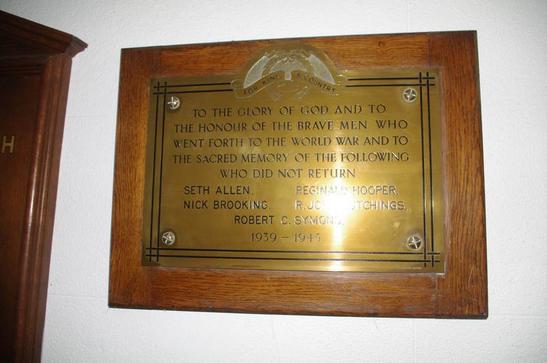 FOR KING & COUNTRY
TO THE GLORY OF GOD AND TO
THE HONOUR OF THE BRAVE MEN WHO
WENT FORTH TO THE WORLD WAR AND TO
THE SACRED MEMORY OF THE FOLLOWING
WHO DID NOT RETURN
SETH ALLEN. REGINALD HOOPER.
NICK BROOKING. R.
ROBERT C. SYMONS.
1939 – 1945
H